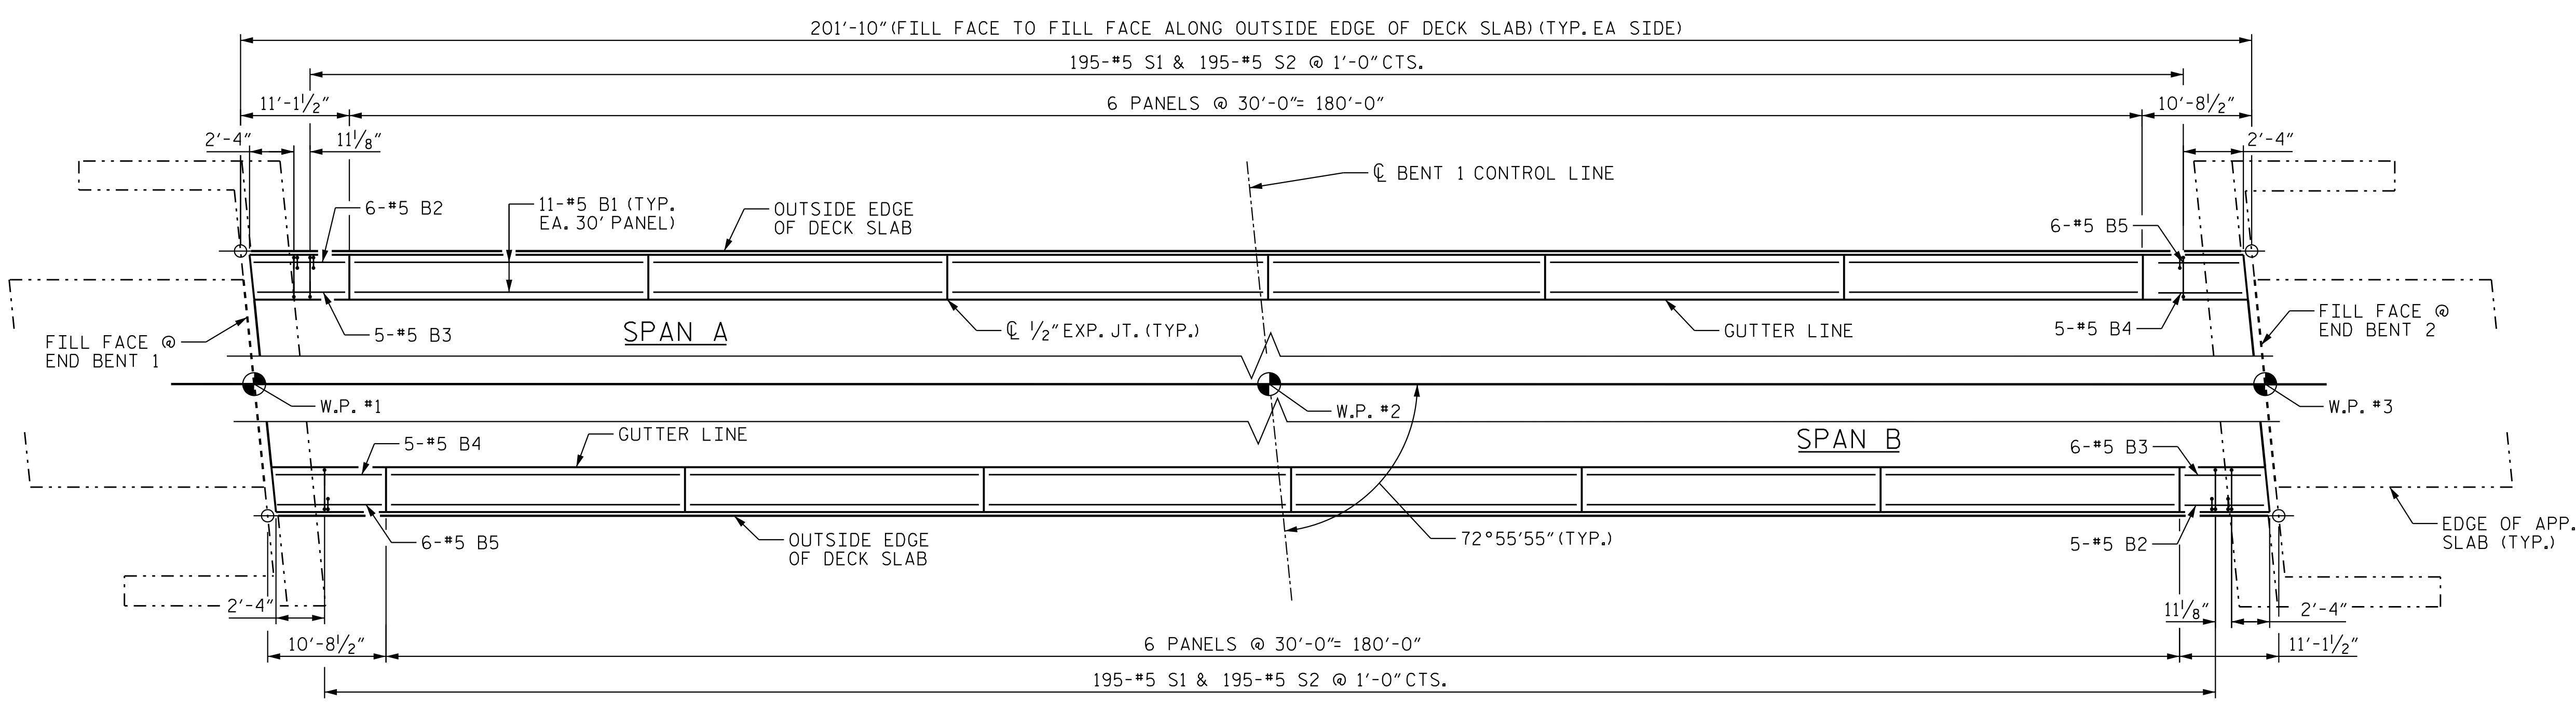 201'-10" (FILL FACE TO FILL FACE ALONG OUTSIDE EDGE OF DECK SLAB) (TYP. EA SIDE)
195-#5 S1 & 195-#5 S2 @ 1'-0" CTS.
11'-1½"
6 PANELS @ 30'-0"= 180'-0"
10'-8½"
2'-4"
11⅛"
2'-4"
℄ BENT 1 CONTROL LINE
6-#5 B2
11-#5 B1 (TYP.
EA. 30' PANEL)
OUTSIDE EDGE
OF DECK SLAB
6-#5 B5
FILL FACE @
END BENT 1
5-#5 B3
SPAN A
℄ ½" EXP. JT. (TYP.)
GUTTER LINE
5-#5 B4
FILL FACE @
END BENT 2
W.P. #1
W.P. #2
W.P. #3
5-#5 B4
GUTTER LINE
SPAN B
6-#5 B3
6-#5 B5
OUTSIDE EDGE
OF DECK SLAB
72°55'55" (TYP.)
5-#5 B2
EDGE OF APP.
SLAB (TYP.)
2'-4"
11⅛"
2'-4"
10'-8½"
6 PANELS @ 30'-0"= 180'-0"
11'-1½"
195-#5 S1 & 195-#5 S2 @ 1'-0" CTS.